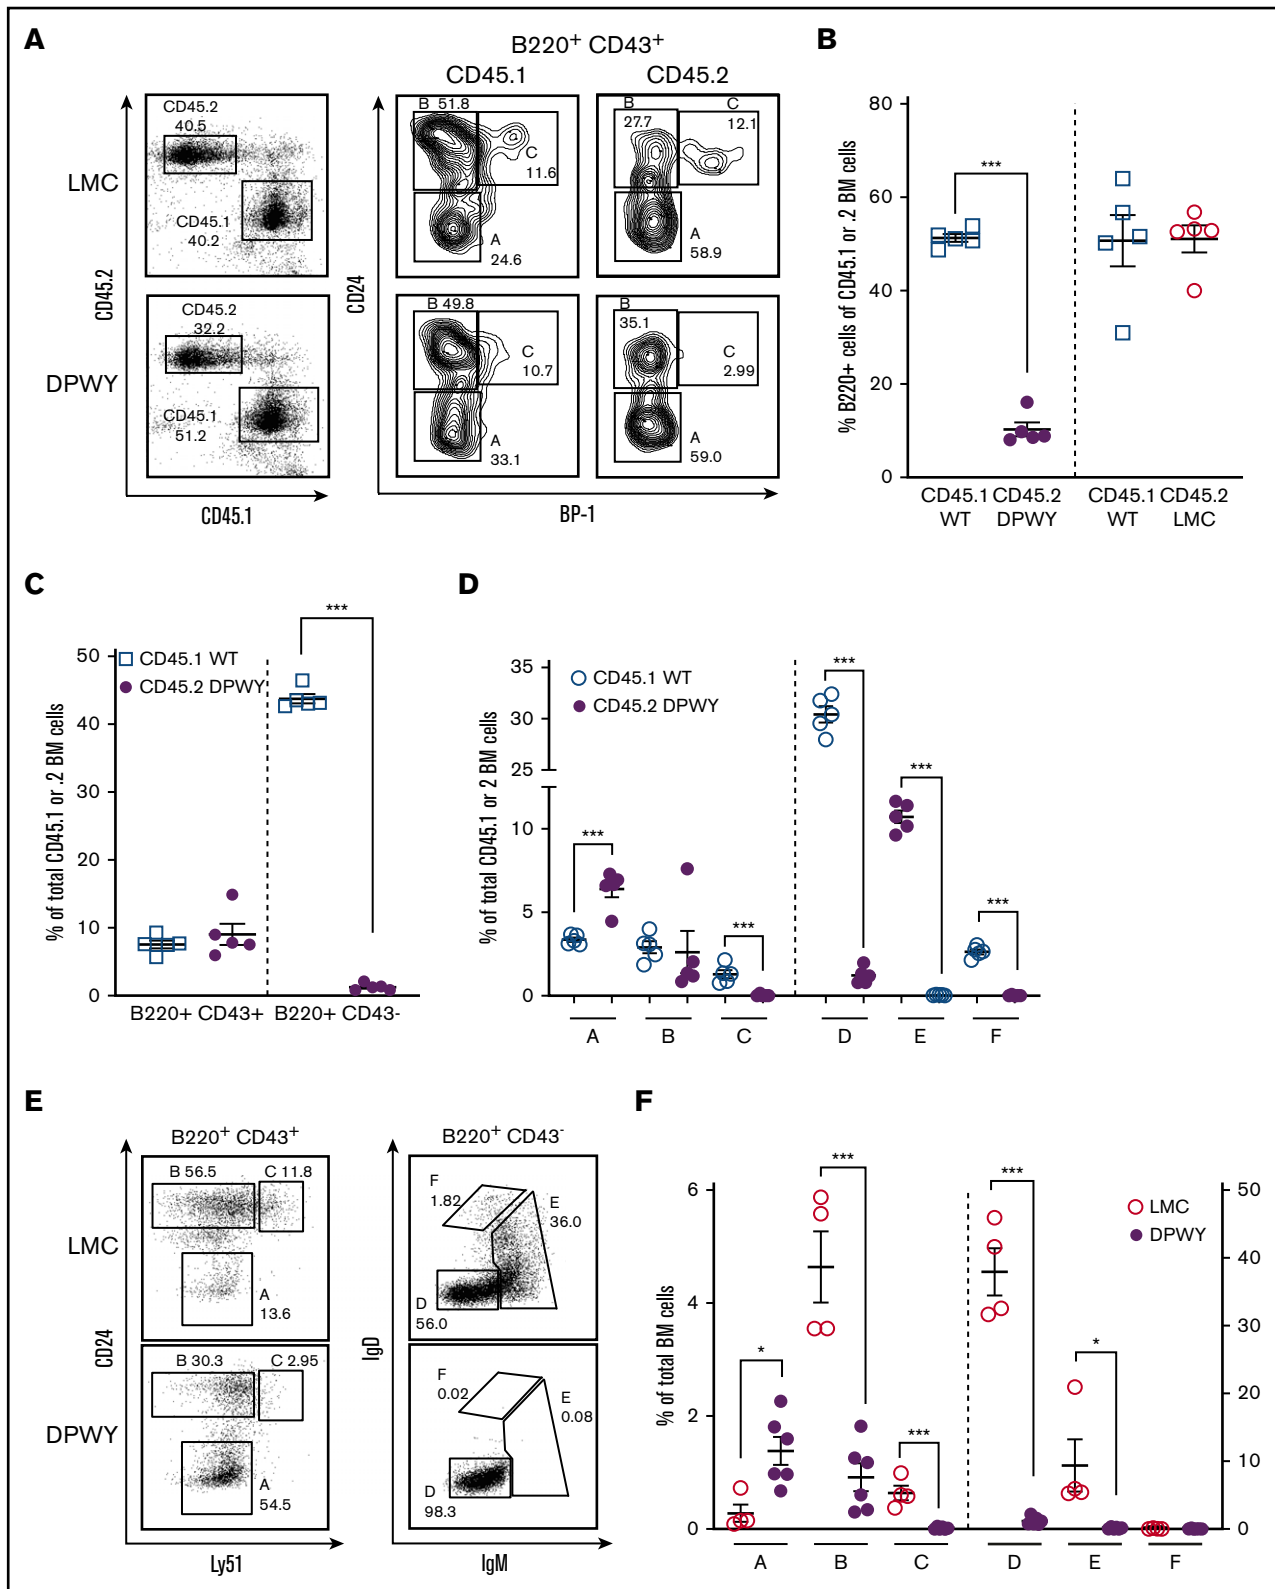 A
B220+ CD43+
CD45.1
CD45.2
LMC
DPWY
CD45.2
40.5
CD45.1
40.2
CD45.2
32.2
CD45.1
51.2
CD45.2
CD45.1
B 51.8
C
11.6
A
24.6
B
27.7
C
12.1
A
58.9
B 49.8
C
10.7
A
33.1
B
35.1
C
2.99
A
59.0
CD24
BP-1
B
% B220+ cells of CD45.1 or .2 BM cells
80
60
40
20
0
***
CD45.1 CD45.2
WT DPWY
CD45.1 CD45.2
WT LMC
C
% of total CD45.1 or .2 BM cells
50
40
30
20
10
0
CD45.1 WT
CD45.2 DPWY
***
B220+ CD43+ B220+ CD43-
D
% of total CD45.1 or .2 BM cells
35
30
25
10
5
0
CD45.1 WT
CD45.2 DPWY
***
***
***
***
***
A B C D E F
E
B220+ CD43+
B220+ CD43-
LMC
DPWY
B 56.5
C 11.8
A
13.6
B 30.3
C 2.95
A
54.5
CD24
Ly51
F
1.82
E
36.0
D
56.0
F
0.02
E
0.08
D
98.3
IgD
IgM
F
% of total BM cells
6
4
2
0
50
40
30
20
10
0
LMC
DPWY
*
***
***
***
*
A B C D E F